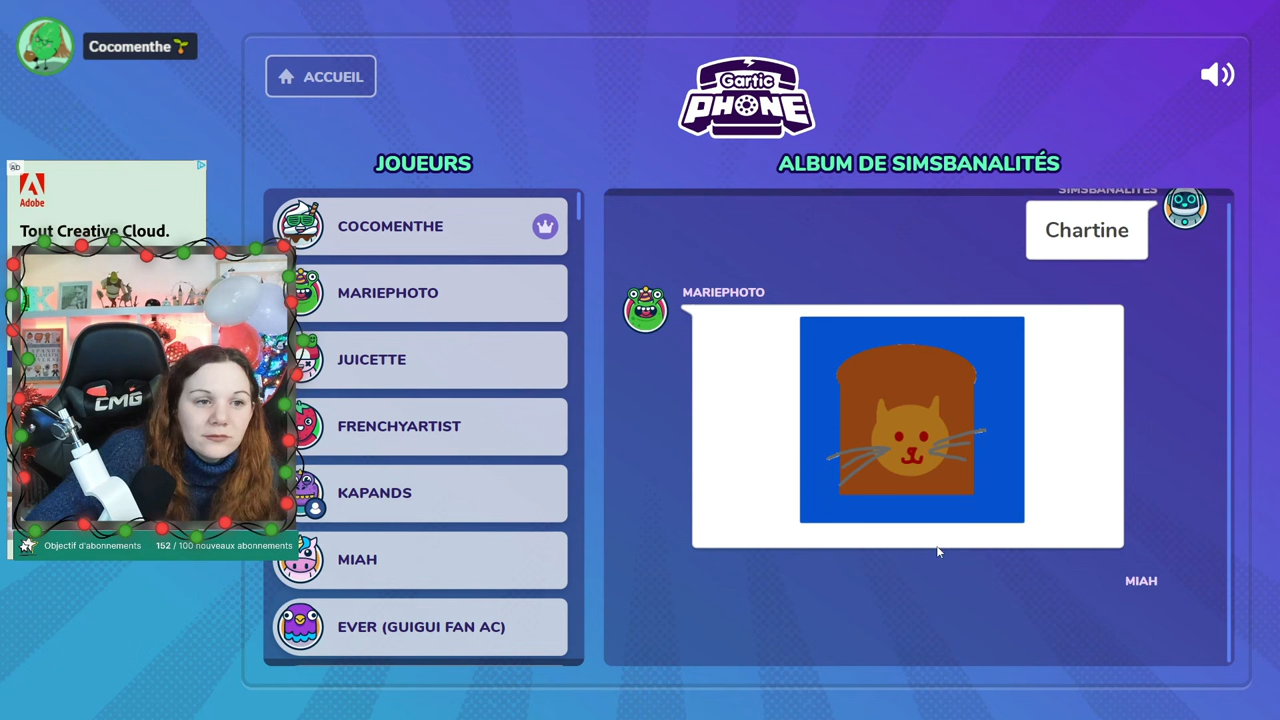 Cocomenthe
ACCUEIL
Gartic
PHONE
JOUEURS
ALBUM DE SIMSBANALITÉS
AD
Adobe
Tout Creative Cloud.
COCOMENTHE
MARIEPHOTO
JUICETTE
FRENCHYARTIST
KAPANDS
MIAH
EVER (GUIGUI FAN AC)
SIMSBANALITÉS
Chartine
MARIEPHOTO
MIAH
CMG
Objectif d'abonnements 152 / 100 nouveaux abonnements